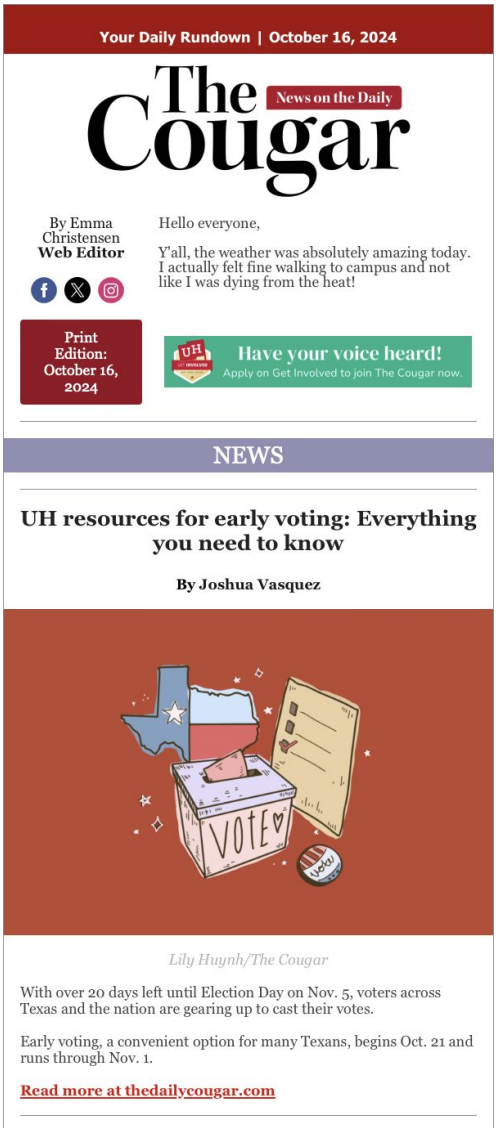 Your Daily Rundown | October 16, 2024
The
News on the Daily
Cougar
By Emma
Christensen
Web Editor
Hello everyone,
Y'all, the weather was absolutely amazing today.
I actually felt fine walking to campus and not
like I was dying from the heat!
Print
Edition:
October 16,
2024
UH
GET INVOLVED
Have your voice heard!
Apply on Get Involved to join The Cougar now.
NEWS
UH resources for early voting: Everything
you need to know
By Joshua Vasquez
VOTE
Vote
Lily Huynh/The Cougar
With over 20 days left until Election Day on Nov. 5, voters across
Texas and the nation are gearing up to cast their votes.
Early voting, a convenient option for many Texans, begins Oct. 21 and
runs through Nov. 1.
Read more at thedailycougar.com